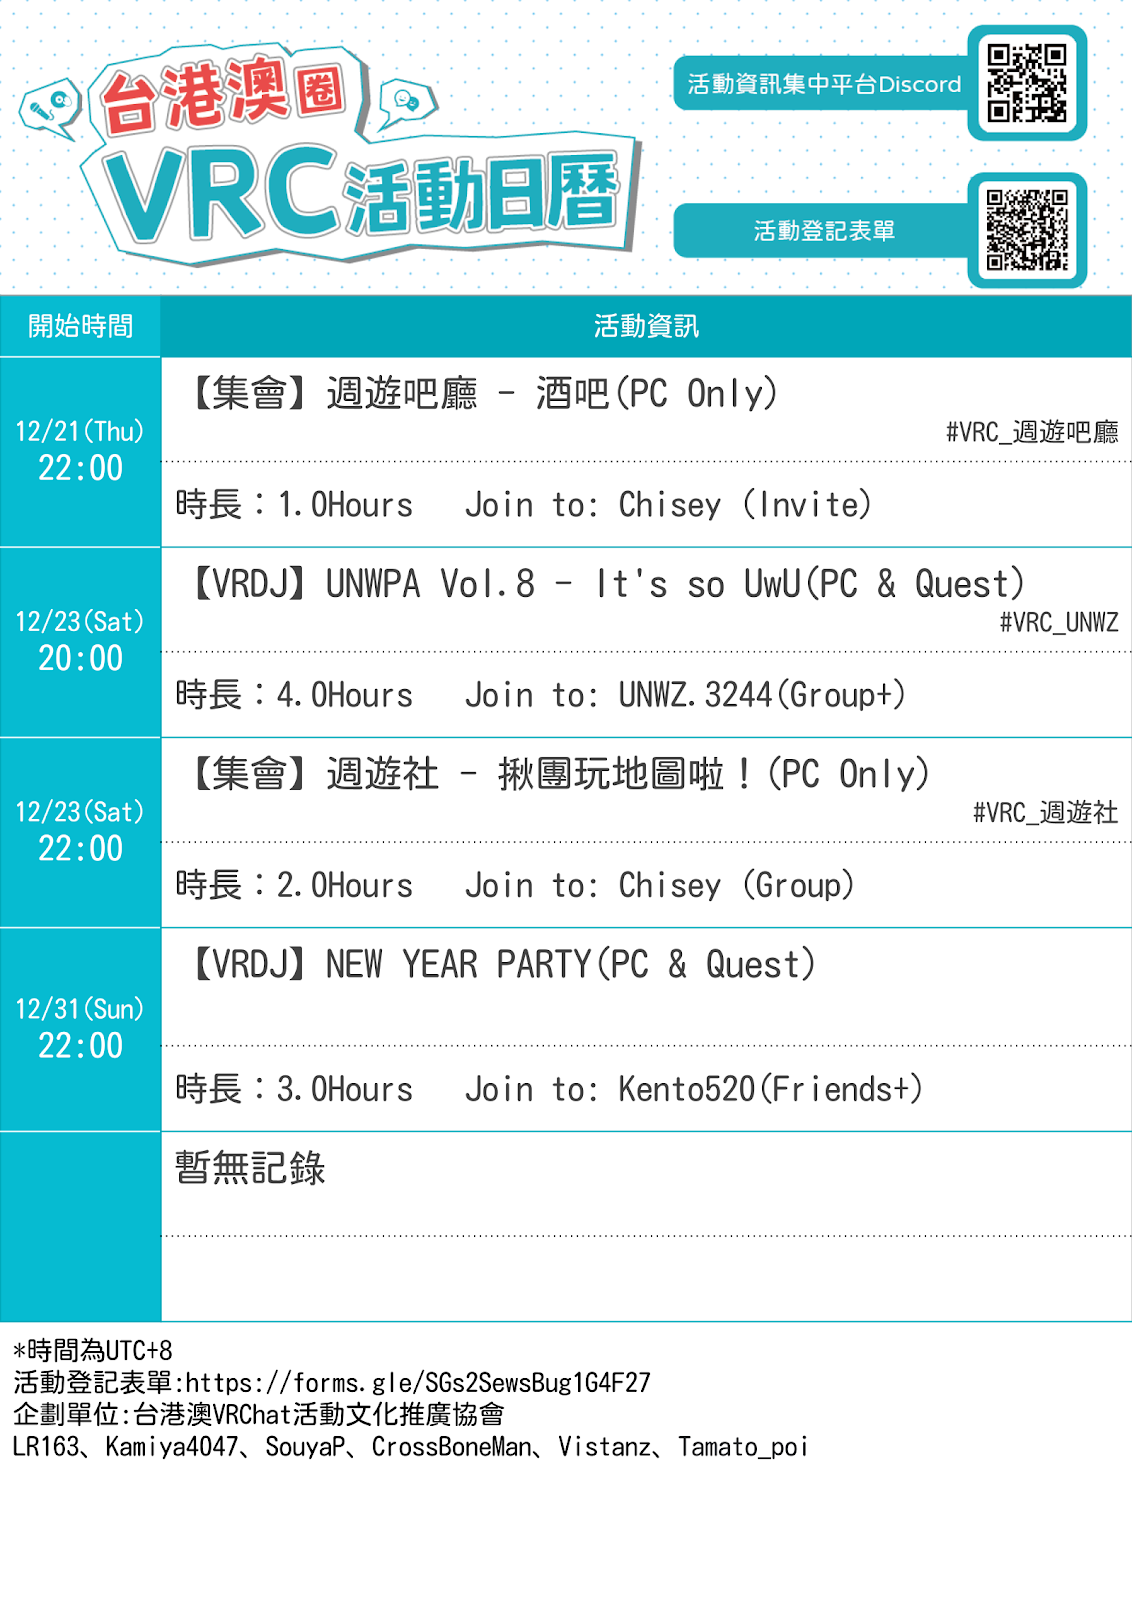 台港澳圈
VRC活動日曆
活動資訊集中平台Discord
活動登記表單
開始時間
活動資訊
12/21(Thu)
22:00
【集會】週遊吧廳 - 酒吧(PC Only)
#VRC_週遊吧廳
時長：1.0Hours Join to: Chisey (Invite)
12/23(Sat)
20:00
【VRDJ】UNWPA Vol.8 - It's so UwU(PC & Quest)
#VRC_UNWZ
時長：4.0Hours Join to: UNWZ.3244(Group+)
12/23(Sat)
22:00
【集會】週遊社 - 揪團玩地圖啦！(PC Only)
#VRC_週遊社
時長：2.0Hours Join to: Chisey (Group)
12/31(Sun)
22:00
【VRDJ】NEW YEAR PARTY(PC & Quest)
時長：3.0Hours Join to: Kento520(Friends+)
暫無記錄
*時間為UTC+8
活動登記表單:https://forms.gle/SGs2SewsBug1G4F27
企劃單位:台港澳VRChat活動文化推廣協會
LR163、Kamiya4047、SouyaP、CrossBoneMan、Vistanz、Tamato_poi